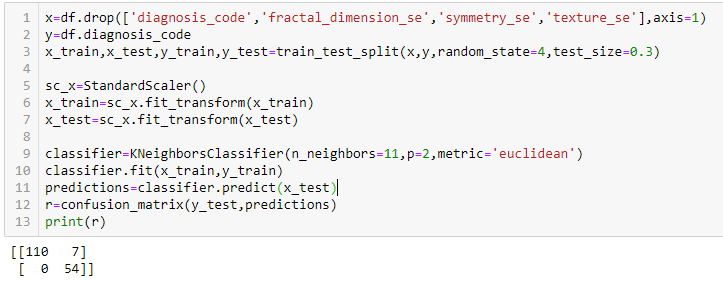 1 x=df.drop(['diagnosis_code','fractal_dimension_se','symmetry_se','texture_se'],axis=1)
2 y=df.diagnosis_code
3 x_train,x_test,y_train,y_test=train_test_split(x,y,random_state=4,test_size=0.3)
4
5 sc_x=StandardScaler()
6 x_train=sc_x.fit_transform(x_train)
7 x_test=sc_x.fit_transform(x_test)
8
9 classifier=KNeighborsClassifier(n_neighbors=11,p=2,metric='euclidean')
10 classifier.fit(x_train,y_train)
11 predictions=classifier.predict(x_test)
12 r=confusion_matrix(y_test,predictions)
13 print(r)
[[110   7]
 [  0  54]]